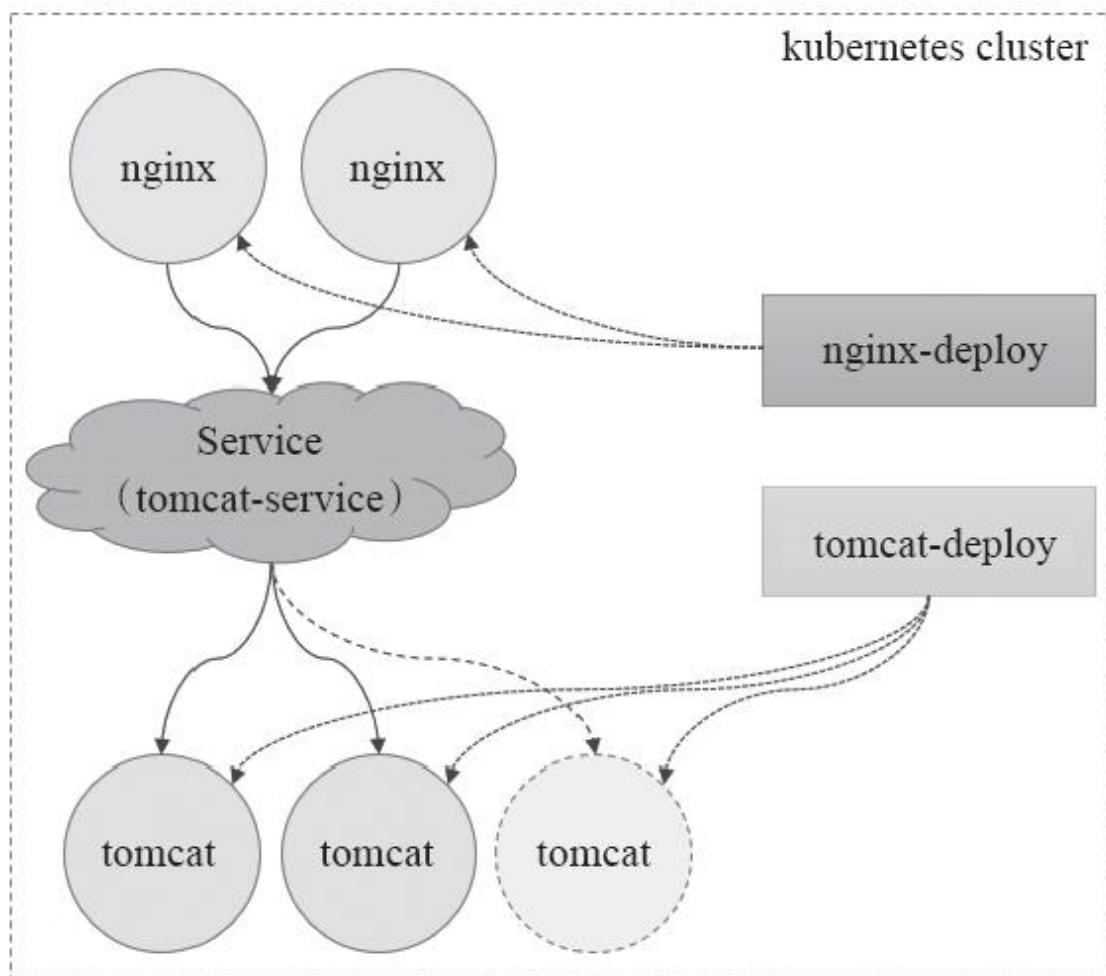 kubernetes cluster
nginx
nginx
nginx-deploy
Service
（tomcat-service）
tomcat-deploy
tomcat
tomcat
tomcat